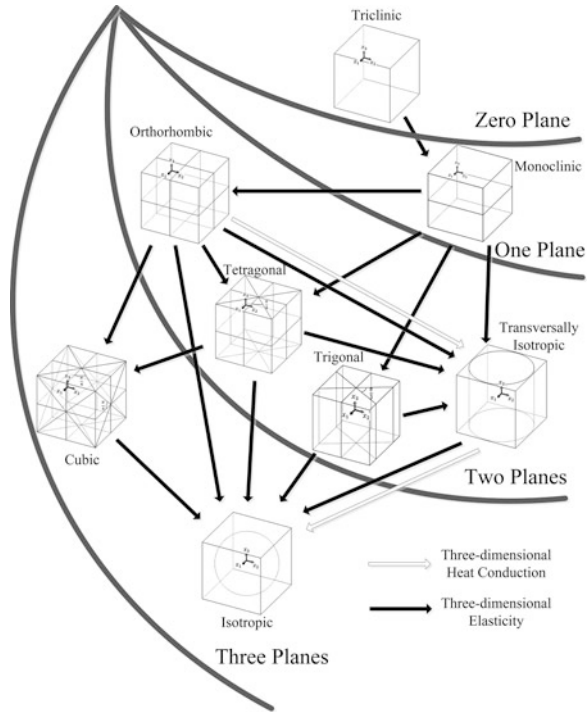 Triclinic
Zero Plane
Orthorhombic
Monoclinic
One Plane
Tetragonal
Transversally
Isotropic
Trigonal
Cubic
Two Planes
Three-dimensional
Heat Conduction
Three-dimensional
Elasticity
Isotropic
Three Planes